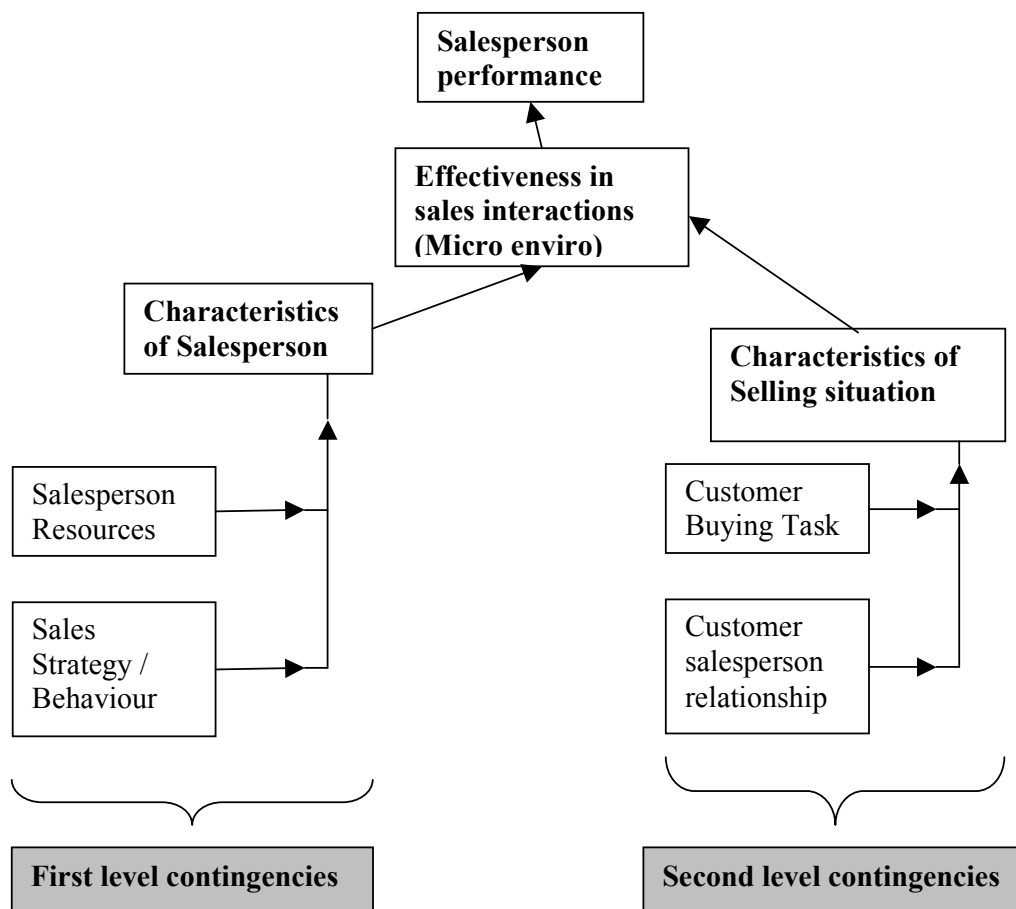 Salesperson
performance
Effectiveness in
sales interactions
(Micro enviro)
Characteristics
of Salesperson
Characteristics of
Selling situation
Salesperson
Resources
Customer
Buying Task
Sales
Strategy /
Behaviour
Customer
salesperson
relationship
First level contingencies
Second level contingencies